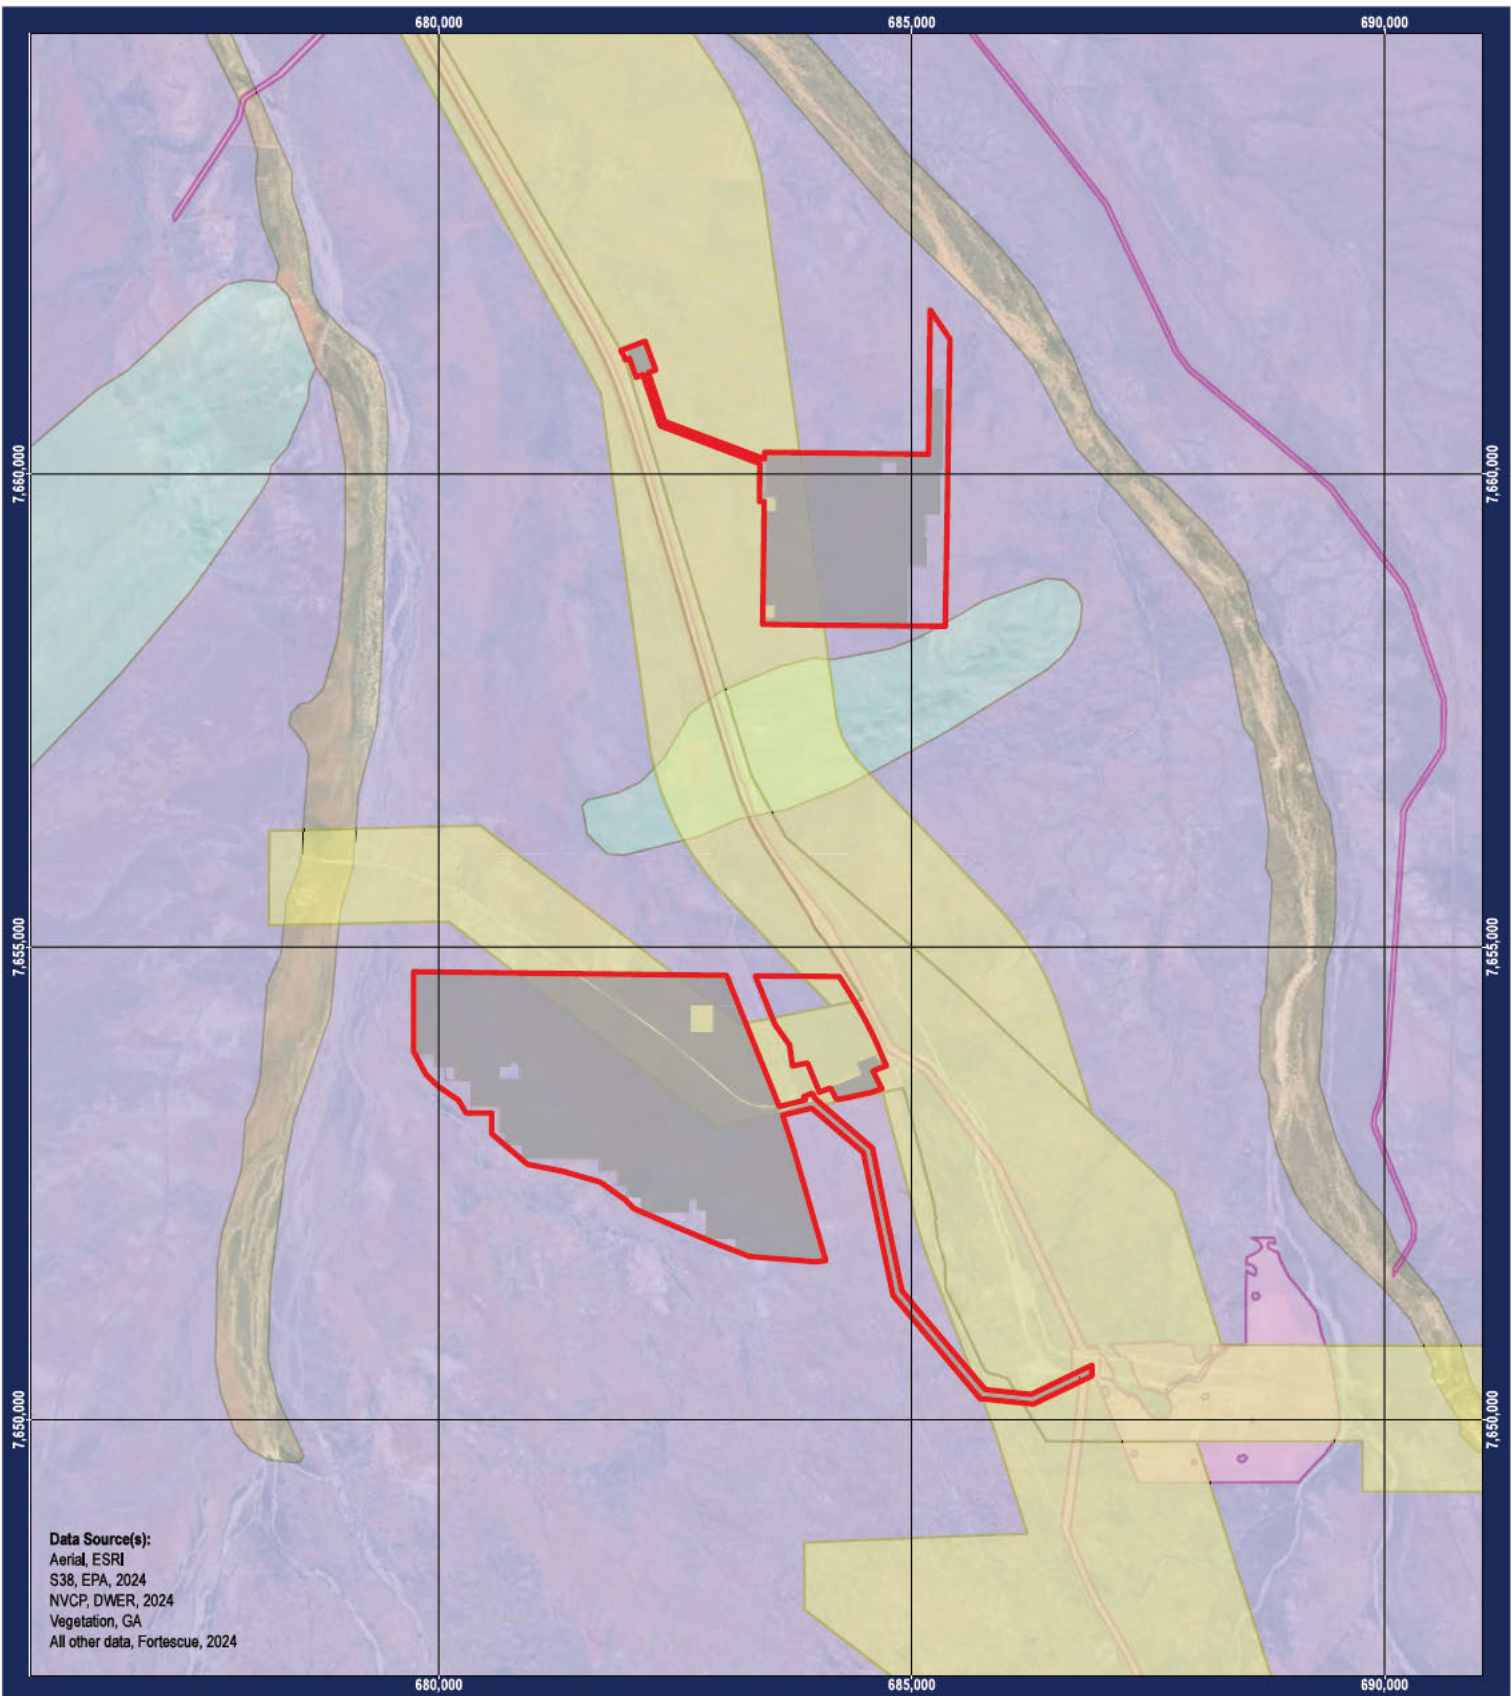 680,000
685,000
690,000
7,660,000
7,660,000
7,655,000
7,655,000
7,650,000
7,650,000
Data Source(s):
Aerial, ESRI
S38, EPA, 2024
NVCP, DWER, 2024
Vegetation, GA
All other data, Fortescue, 2024
680,000
685,000
690,000